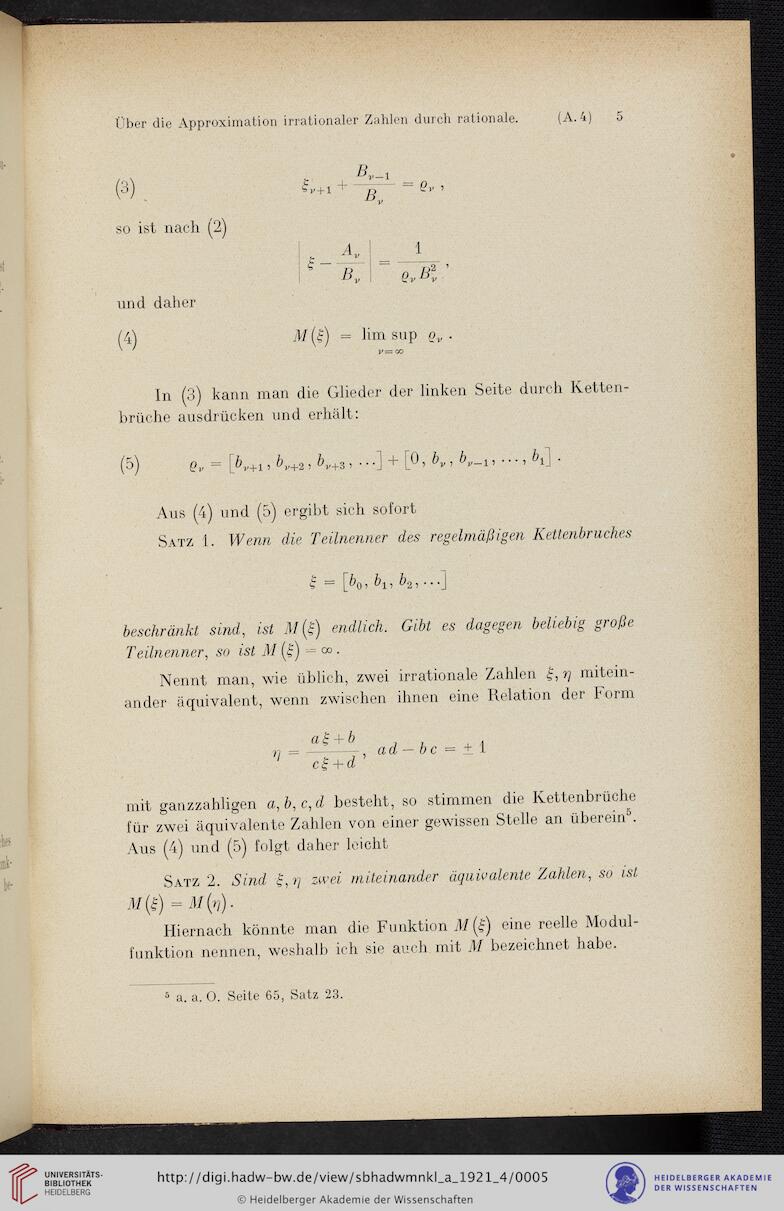 Über die Approximation irrationaler Zahlen durch rationale. (A. 4) 5
(3) ξ_{ν+1} + B_{ν−1}/B_ν = ϱ_ν ,
so ist nach (2)
| ξ − A_ν/B_ν | = 1/(ϱ_ν B_ν^2) ,
und daher
(4) M(ξ) = lim sup ϱ_ν .
ν=∞
In (3) kann man die Glieder der linken Seite durch Ketten-
brüche ausdrücken und erhält:
(5) ϱ_ν = [b_{ν+1}, b_{ν+2}, b_{ν+3}, ...] + [0, b_ν, b_{ν−1}, ..., b_1] .
Aus (4) und (5) ergibt sich sofort
SATZ 1. Wenn die Teilnenner des regelmäßigen Kettenbruches
ξ = [b_0, b_1, b_2, ...]
beschränkt sind, ist M(ξ) endlich. Gibt es dagegen beliebig große
Teilnenner, so ist M(ξ) = ∞.
Nennt man, wie üblich, zwei irrationale Zahlen ξ, η mitein-
ander äquivalent, wenn zwischen ihnen eine Relation der Form
η = (aξ + b)/(cξ + d), ad − bc = ± 1
mit ganzzahligen a, b, c, d besteht, so stimmen die Kettenbrüche
für zwei äquivalente Zahlen von einer gewissen Stelle an überein⁵.
Aus (4) und (5) folgt daher leicht
SATZ 2. Sind ξ, η zwei miteinander äquivalente Zahlen, so ist
M(ξ) = M(η).
Hiernach könnte man die Funktion M(ξ) eine reelle Modul-
funktion nennen, weshalb ich sie auch mit M bezeichnet habe.
⁵ a. a. O. Seite 65, Satz 23.
UNIVERSITÄTS-
BIBLIOTHEK
HEIDELBERG
http://digi.hadw-bw.de/view/sbhadwmnkl_a_1921_4/0005
© Heidelberger Akademie der Wissenschaften
HEIDELBERGER AKADEMIE
DER WISSENSCHAFTEN